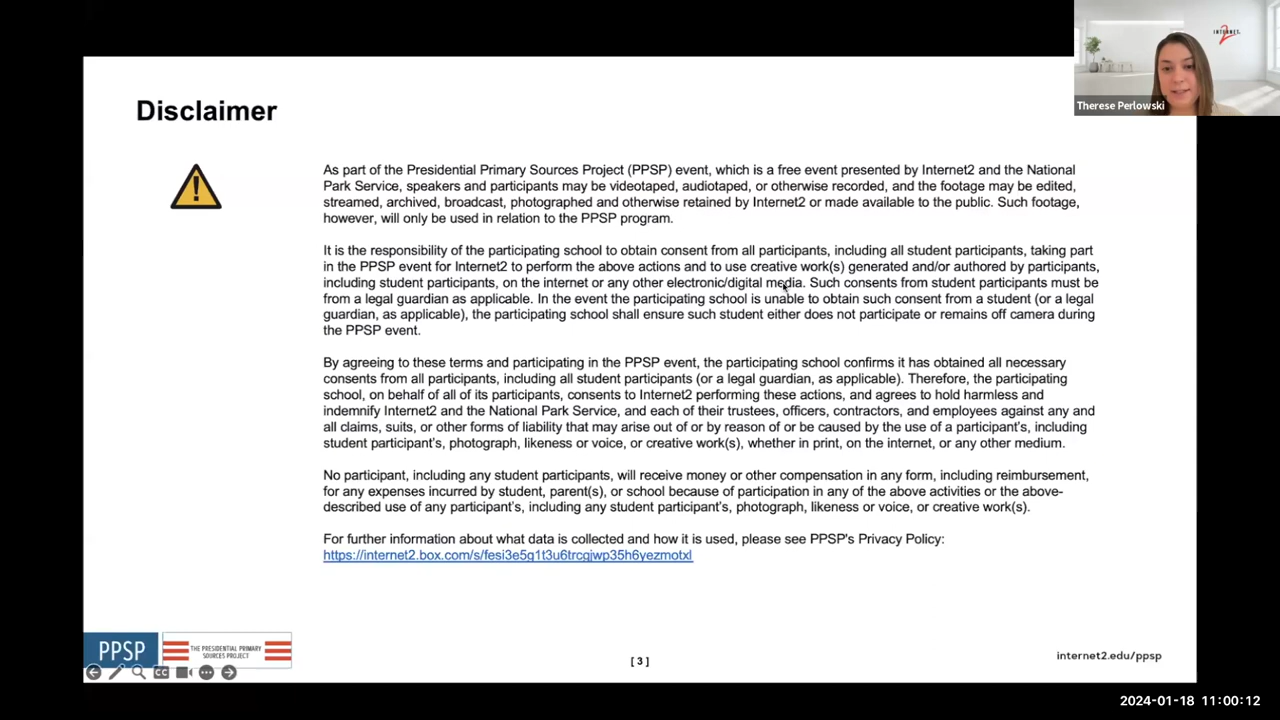 INTERNET
2
Therese Perlowski
Disclaimer
As part of the Presidential Primary Sources Project (PPSP) event, which is a free event presented by Internet2 and the National
Park Service, speakers and participants may be videotaped, audiotaped, or otherwise recorded, and the footage may be edited,
streamed, archived, broadcast, photographed and otherwise retained by Internet2 or made available to the public. Such footage,
however, will only be used in relation to the PPSP program.
It is the responsibility of the participating school to obtain consent from all participants, including all student participants, taking part
in the PPSP event for Internet2 to perform the above actions and to use creative work(s) generated and/or authored by participants,
including student participants, on the internet or any other electronic/digital media. Such consents from student participants must be
from a legal guardian as applicable. In the event the participating school is unable to obtain such consent from a student (or a legal
guardian, as applicable), the participating school shall ensure such student either does not participate or remains off camera during
the PPSP event.
By agreeing to these terms and participating in the PPSP event, the participating school confirms it has obtained all necessary
consents from all participants, including all student participants (or a legal guardian, as applicable). Therefore, the participating
school, on behalf of all of its participants, consents to Internet2 performing these actions, and agrees to hold harmless and
indemnify Internet2 and the National Park Service, and each of their trustees, officers, contractors, and employees against any and
all claims, suits, or other forms of liability that may arise out of or by reason of or be caused by the use of a participant's, including
student participant's, photograph, likeness or voice, or creative work(s), whether in print, on the internet, or any other medium.
No participant, including any student participants, will receive money or other compensation in any form, including reimbursement,
for any expenses incurred by student, parent(s), or school because of participation in any of the above activities or the above-
described use of any participant's, including any student participant's, photograph, likeness or voice, or creative work(s).
For further information about what data is collected and how it is used, please see PPSP's Privacy Policy:
https://internet2.box.com/s/fesi3e5g1t3u6trcgjwp35h6yezmotxl
PPSP
THE PRESIDENTIAL PRIMARY
SOURCES PROJECT
CC
[ 3 ]
internet2.edu/ppsp
2024-01-18 11:00:12